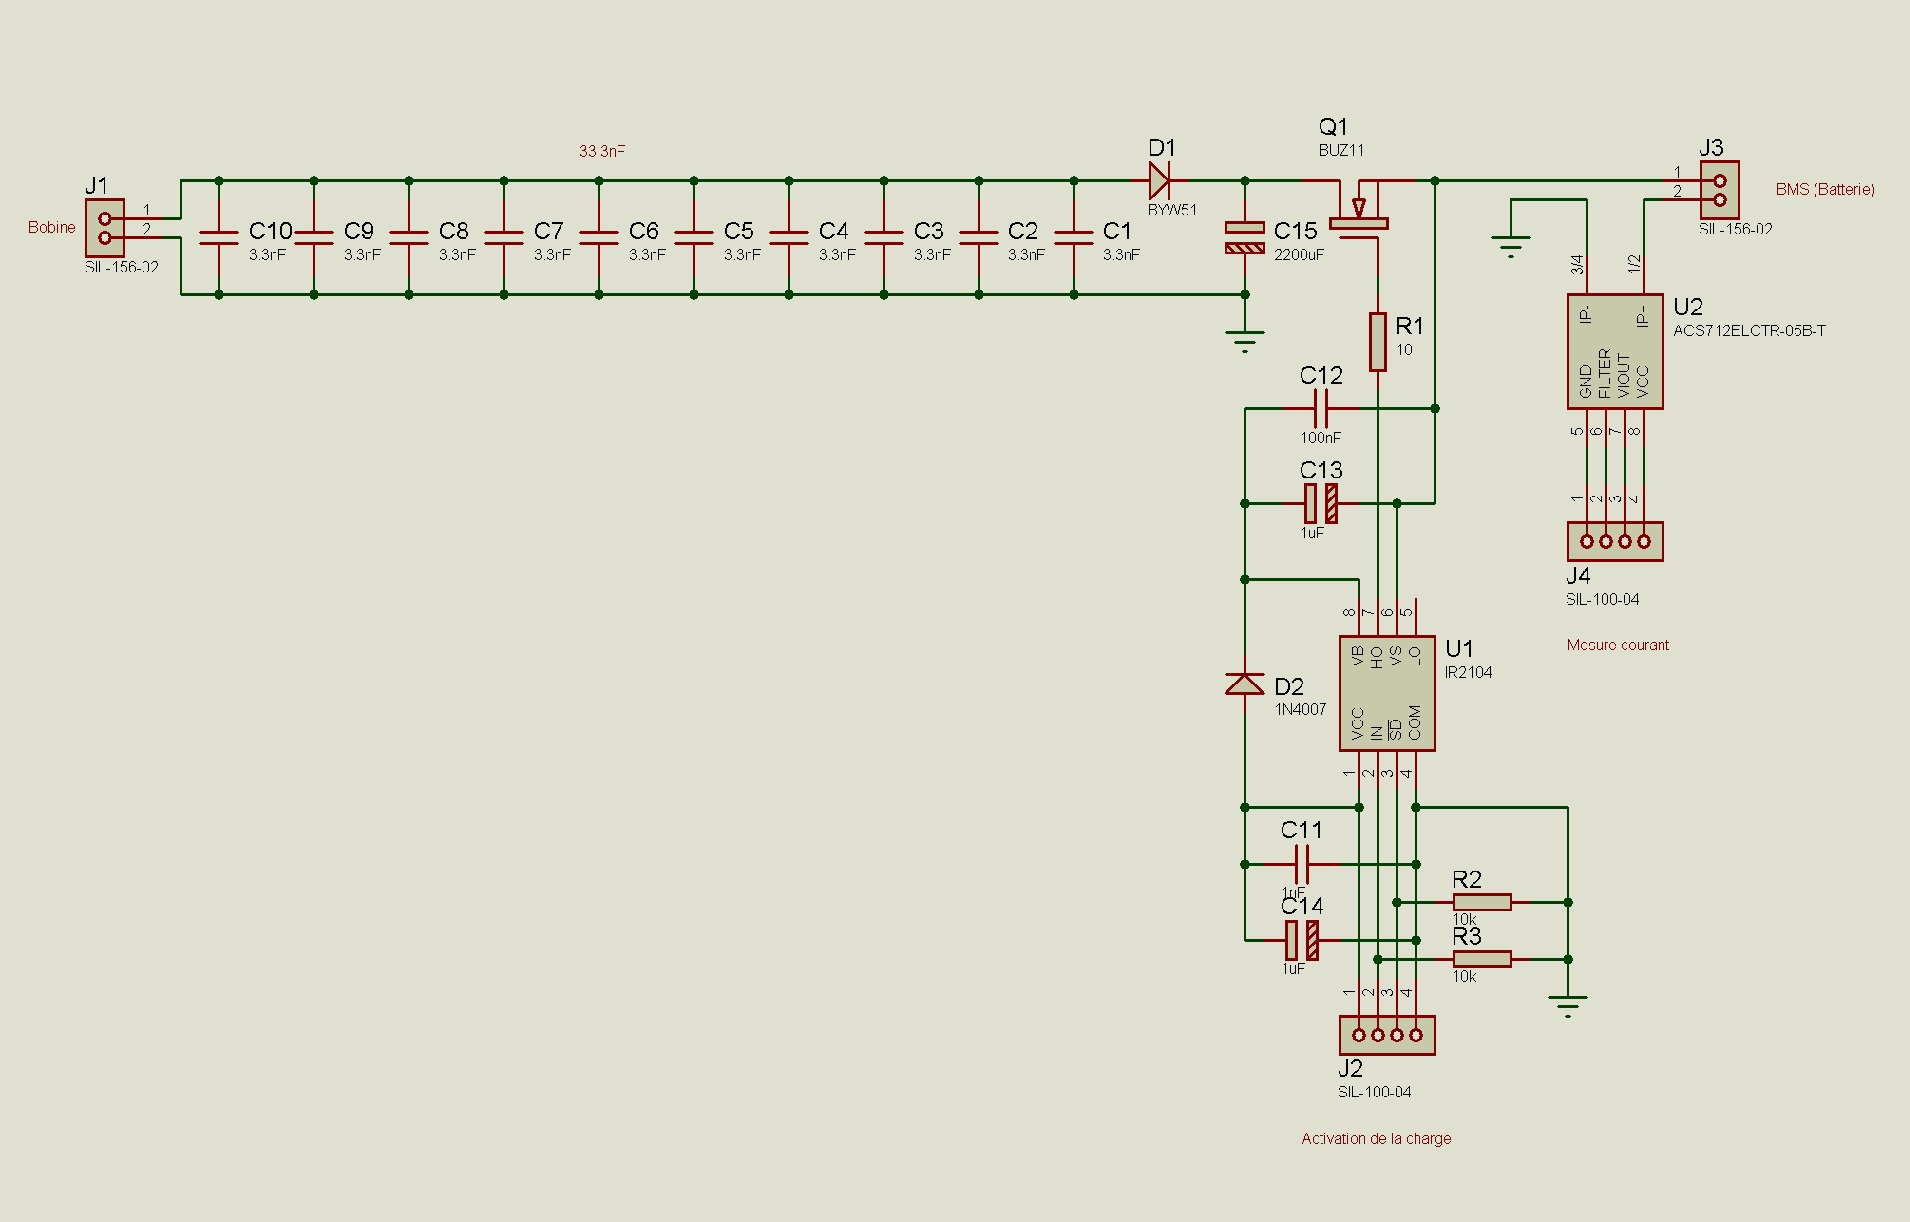 33.3nF
J1
Bobine
1
2
SIL-156-02
C10
3.3nF
C9
3.3nF
C8
3.3nF
C7
3.3nF
C6
3.3nF
C5
3.3nF
C4
3.3nF
C3
3.3nF
C2
3.3nF
C1
3.3nF
D1
BYW51
C15
2200uF
Q1
BUZ11
J3
1
2
BMS (Batterie)
SIL-156-02
R1
10
3/4
1/2
IP-
IP+
U2
ACS712ELCTR-05B-T
GND
FILTER
VIOUT
VCC
5
6
7
8
1
2
3
4
J4
SIL-100-04
Mesure courant
C12
100nF
C13
1uF
8
7
6
5
VB
HO
VS
LO
U1
IR2104
VCC
IN
SD
COM
1
2
3
4
D2
1N4007
C11
1uF
C14
1uF
R2
10k
R3
10k
1
2
3
4
J2
SIL-100-04
Activation de la charge